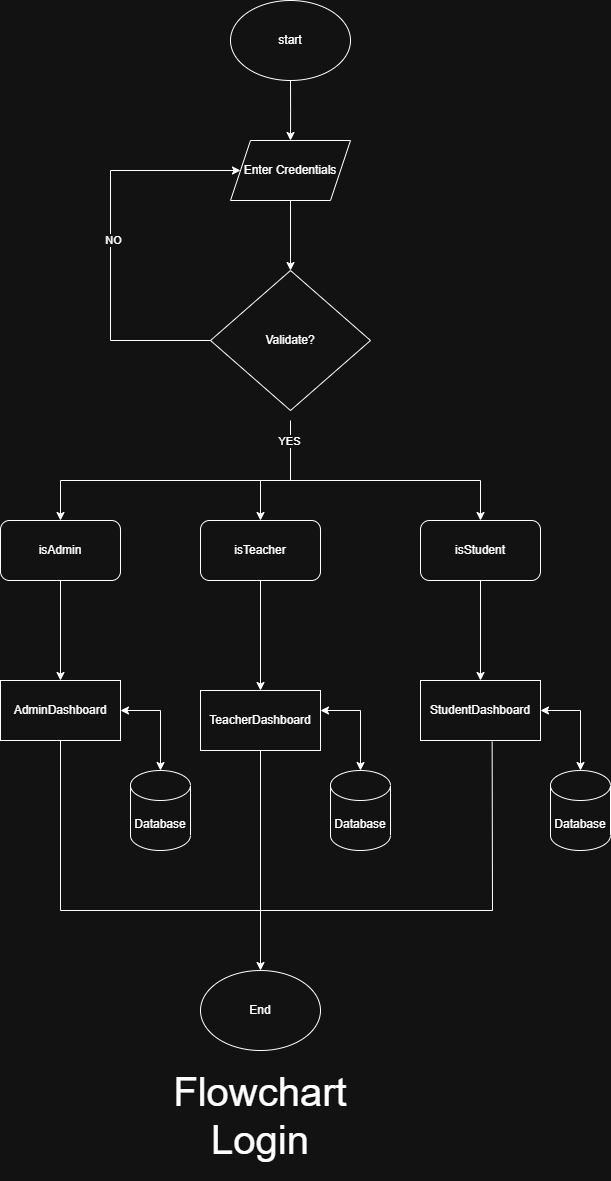 start
Enter Credentials
NO
Validate?
YES
isAdmin
isTeacher
isStudent
AdminDashboard
TeacherDashboard
StudentDashboard
Database
Database
Database
End
Flowchart
Login